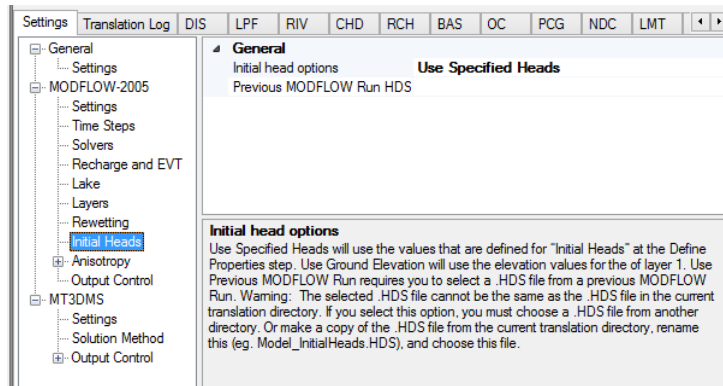 Settings Translation Log DIS LPF RIV CHD RCH BAS OC PCG NDC LMT
General
Settings
MODFLOW-2005
Settings
Time Steps
Solvers
Recharge and EVT
Lake
Layers
Rewetting
Initial Heads
Anisotropy
Output Control
MT3DMS
Settings
Solution Method
Output Control
General
Initial head options Use Specified Heads
Previous MODFLOW Run HDS
Initial head options
Use Specified Heads will use the values that are defined for "Initial Heads" at the Define
Properties step. Use Ground Elevation will use the elevation values for the of layer 1. Use
Previous MODFLOW Run requires you to select a .HDS file from a previous MODFLOW
Run. Warning: The selected .HDS file cannot be the same as the .HDS file in the current
translation directory. If you select this option, you must choose a .HDS file from another
directory. Or make a copy of the .HDS file from the current translation directory, rename
this (eg. Model_InitialHeads.HDS), and choose this file.